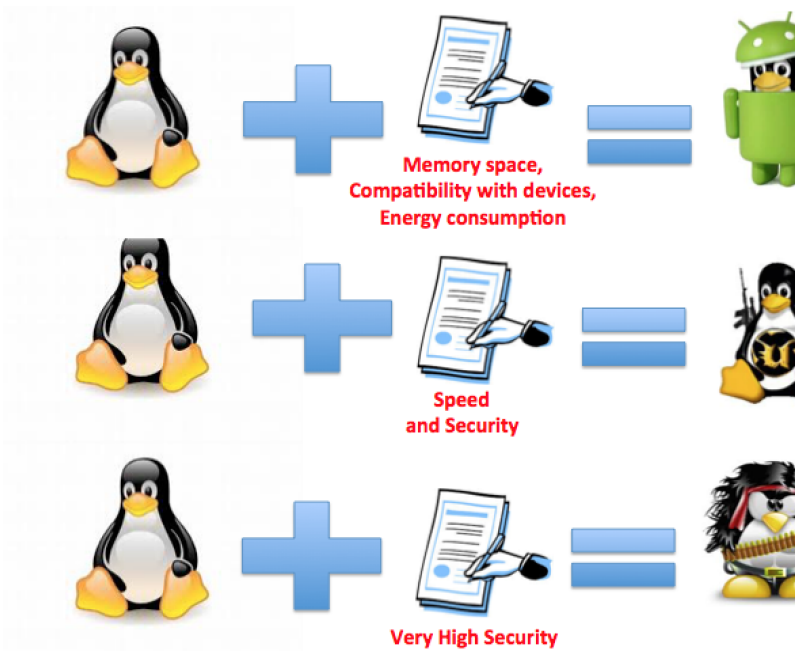 Memory space,
Compatibility with devices,
Energy consumption
u
Speed
and Security
Very High Security